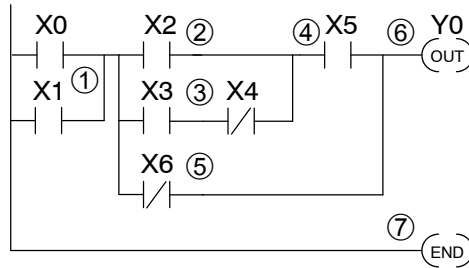 X0 X2 ② ④ X5 ⑥ Y0
OUT
X1 ① X3 ③ X4
X6 ⑤
⑦
END